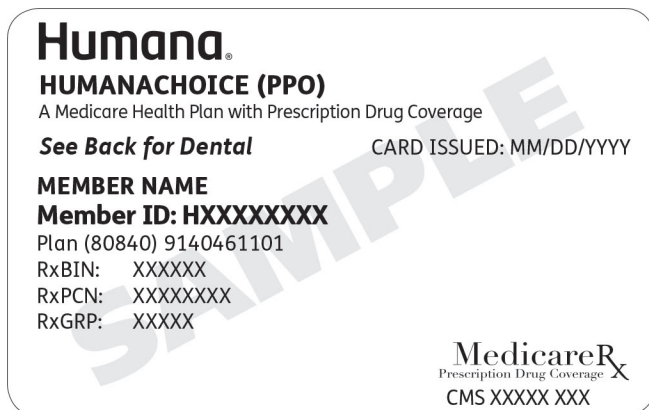 Humana®
HUMANACHOICE (PPO)
A Medicare Health Plan with Prescription Drug Coverage
See Back for Dental CARD ISSUED: MM/DD/YYYY
MEMBER NAME
Member ID: HXXXXXXXX
Plan (80840) 9140461101
RxBIN: XXXXXX
RxPCN: XXXXXXXX
RxGRP: XXXXX
SAMPLE
MedicareRx
Prescription Drug Coverage
CMS XXXXX XXX